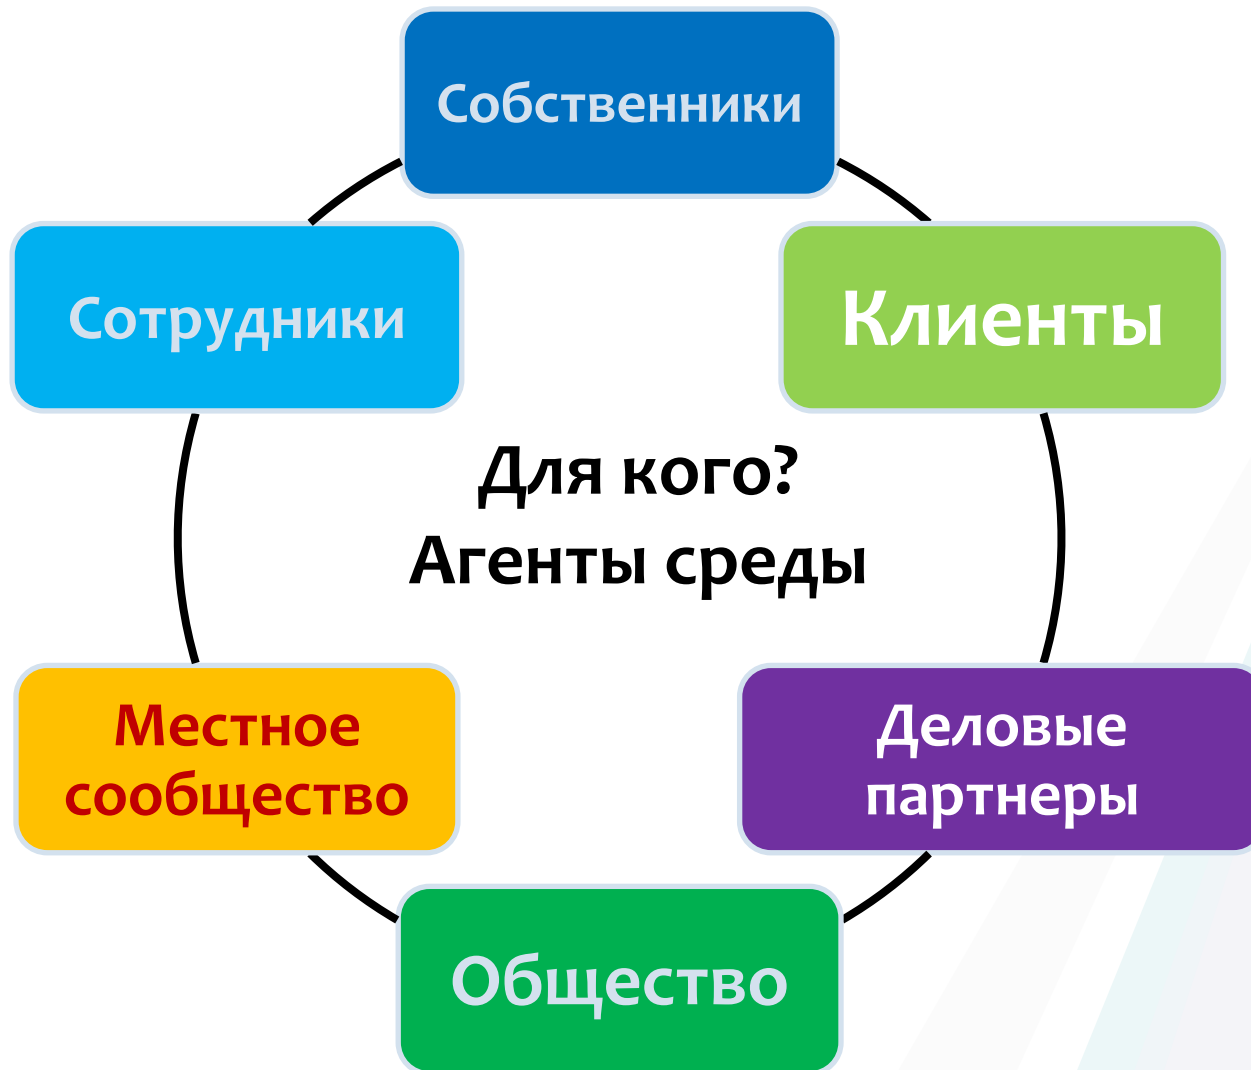 Собственники
Сотрудники
Клиенты
Для кого?
Агенты среды
Местное
сообщество
Деловые
партнеры
Общество